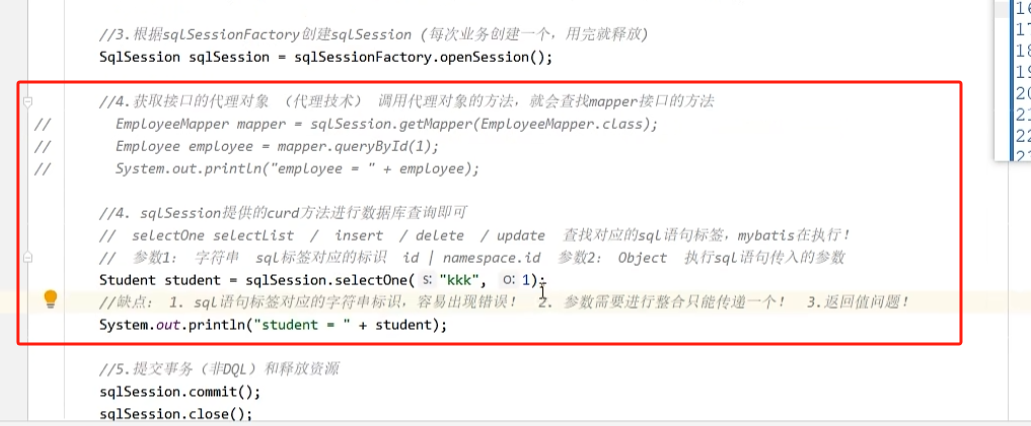 //3.根据sqlSessionFactory创建sqlSession (每次业务创建一个，用完就释放)
SqlSession sqlSession = sqlSessionFactory.openSession();
//4.获取接口的代理对象 （代理技术） 调用代理对象的方法，就会查找mapper接口的方法
// EmployeeMapper mapper = sqlSession.getMapper(EmployeeMapper.class);
// Employee employee = mapper.queryById(1);
// System.out.println("employee = " + employee);
//4. sqlSession提供的curd方法进行数据库查询即可
// selectOne selectList / insert / delete / update 查找对应的sql语句标签，mybatis在执行！
// 参数1： 字符串 sql标签对应的标识 id | namespace.id 参数2： Object 执行sql语句传入的参数
Student student = sqlSession.selectOne( s: "kkk", o: 1);
//缺点： 1. sql语句标签对应的字符串标识，容易出现错误！ 2. 参数需要进行整合只能传递一个！ 3.返回值问题！
System.out.println("student = " + student);
//5.提交事务（非DQL）和释放资源
sqlSession.commit();
sqlSession.close();
16
17
18
19
20
21
22